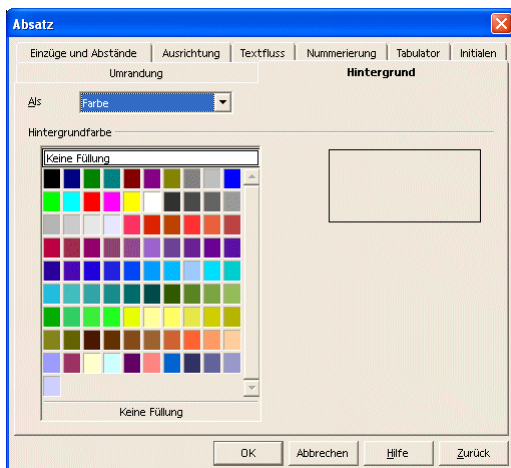 Absatz
Einzüge und Abstände Ausrichtung Textfluss Nummerierung Tabulator Initialen
Umrandung Hintergrund
Als Farbe
Hintergrundfarbe
Keine Füllung
Keine Füllung
OK Abbrechen Hilfe Zurück